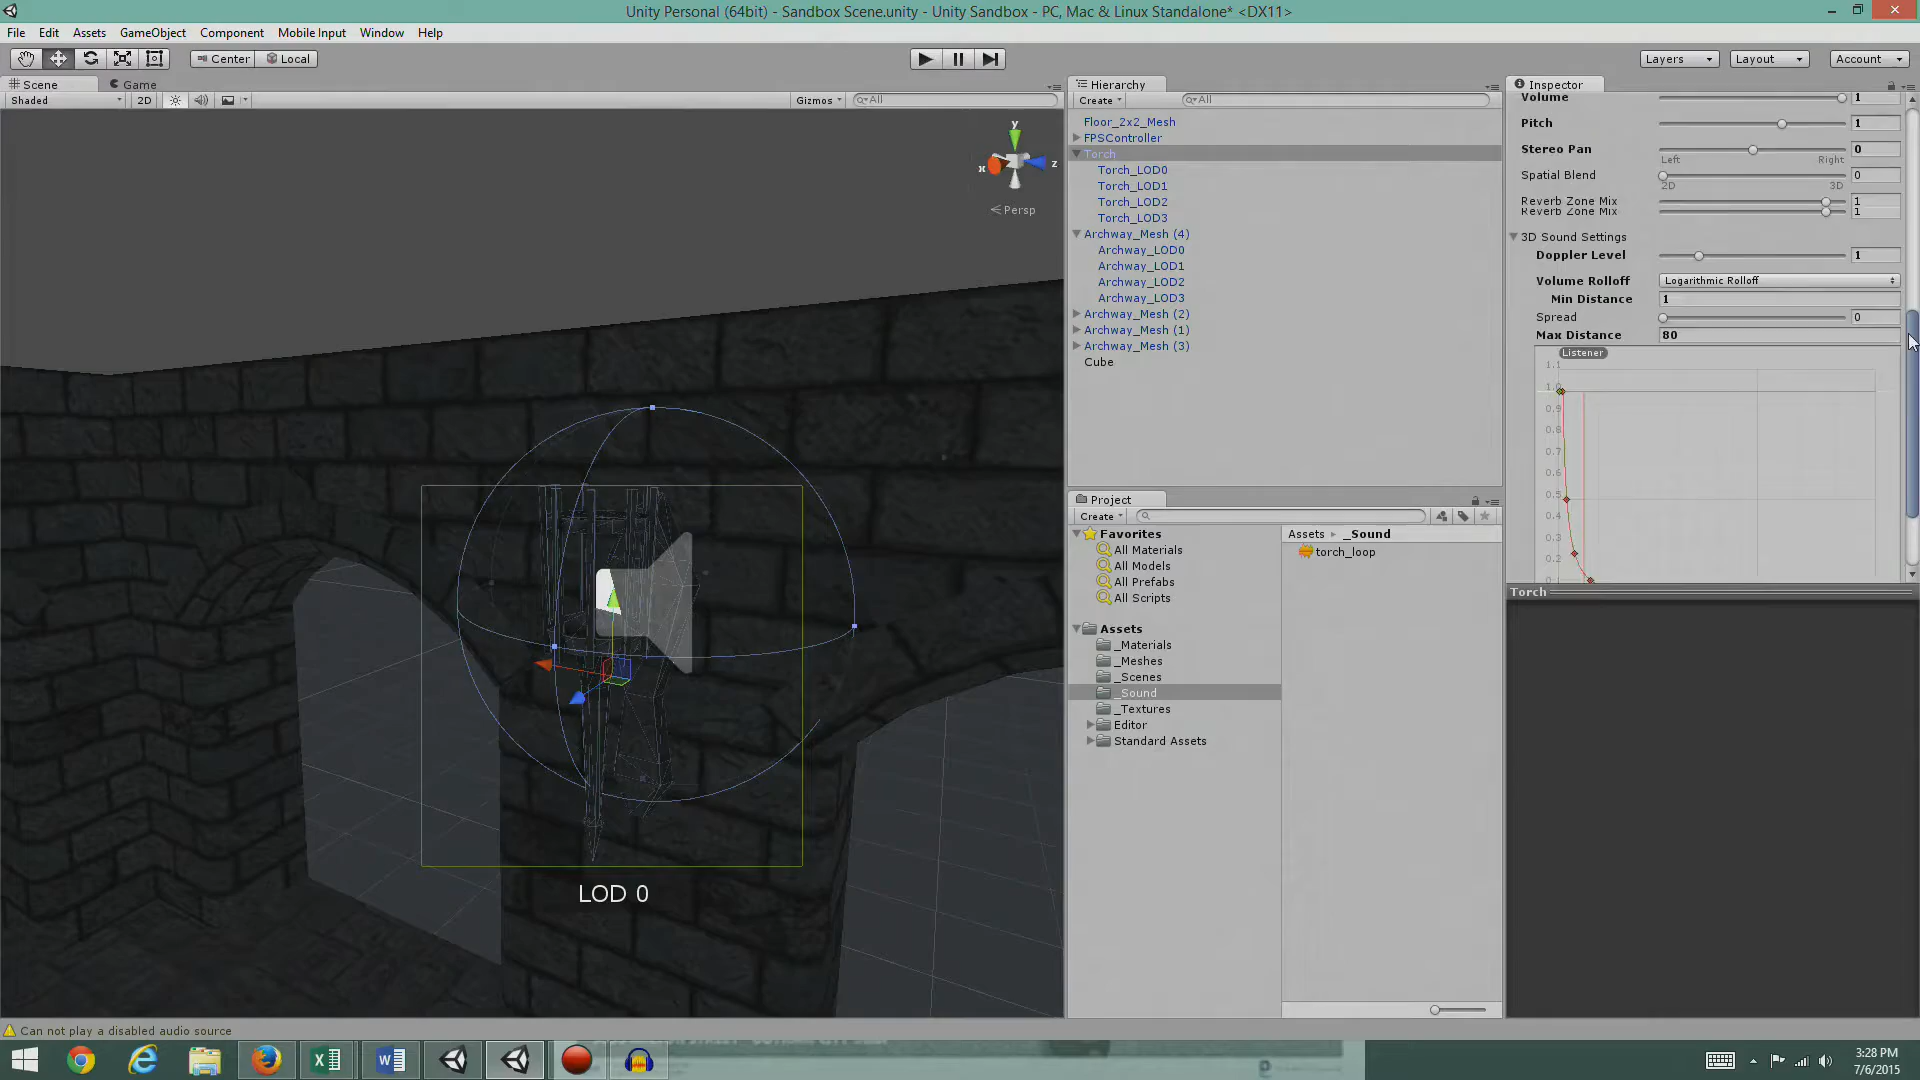 Unity Personal (64bit) - Sandbox Scene.unity - Unity Sandbox - PC, Mac & Linux Standalone* <DX11>
File Edit Assets GameObject Component Mobile Input Window Help
Center Local Layers Layout Account
Scene Game
Shaded 2D Gizmos All
y
x z
Persp
LOD 0
Hierarchy
Create All
Floor_2x2_Mesh
FPSController
Torch
Torch_LOD0
Torch_LOD1
Torch_LOD2
Torch_LOD3
Archway_Mesh (4)
Archway_LOD0
Archway_LOD1
Archway_LOD2
Archway_LOD3
Archway_Mesh (2)
Archway_Mesh (1)
Archway_Mesh (3)
Cube
Project
Create
Favorites
All Materials
All Models
All Prefabs
All Scripts
Assets
_Materials
_Meshes
_Scenes
_Sound
_Textures
Editor
Standard Assets
Assets _Sound
torch_loop
Inspector
Volume 1
Pitch 1
Stereo Pan 0
Left Right
Spatial Blend 0
2D 3D
Reverb Zone Mix 1
Reverb Zone Mix 1
3D Sound Settings
Doppler Level 1
Volume Rolloff Logarithmic Rolloff
Min Distance 1
Spread 0
Max Distance 80
Listener
1.1
1.0
0.9
0.8
0.7
0.6
0.5
0.4
0.3
0.2
Torch
Can not play a disabled audio source
3:28 PM
7/6/2015